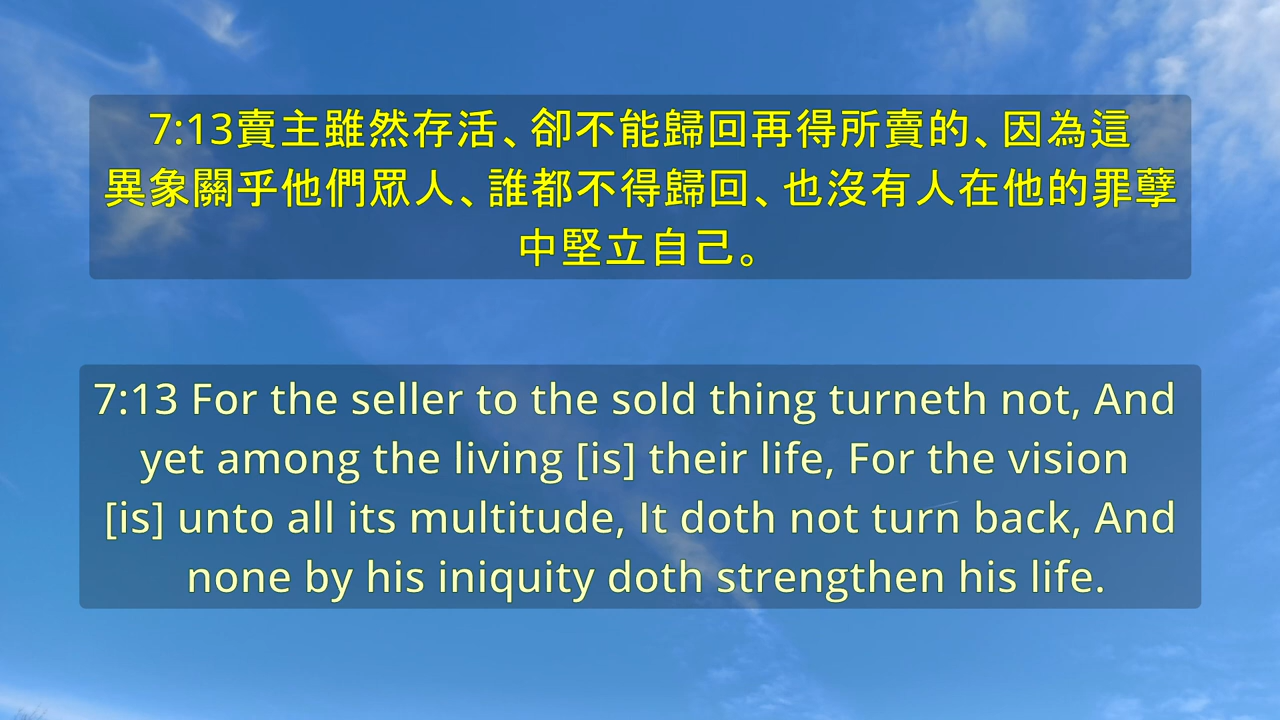 7:13賣主雖然存活、卻不能歸回再得所賣的、因為這
異象關乎他們眾人、誰都不得歸回、也沒有人在他的罪孽
中堅立自己。
7:13 For the seller to the sold thing turneth not, And
yet among the living [is] their life, For the vision
[is] unto all its multitude, It doth not turn back, And
none by his iniquity doth strengthen his life.